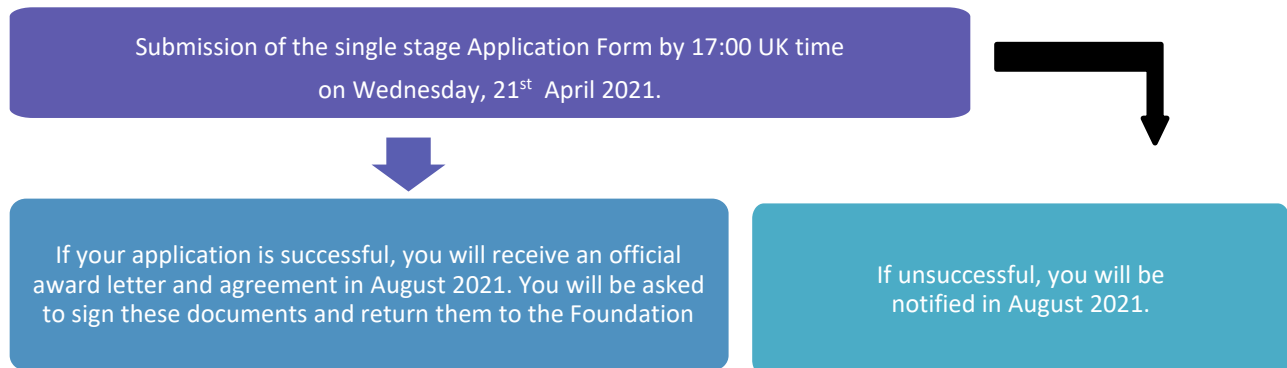 Submission of the single stage Application Form by 17:00 UK time
on Wednesday, 21st April 2021.
If your application is successful, you will receive an official
award letter and agreement in August 2021. You will be asked
to sign these documents and return them to the Foundation
If unsuccessful, you will be
notified in August 2021.